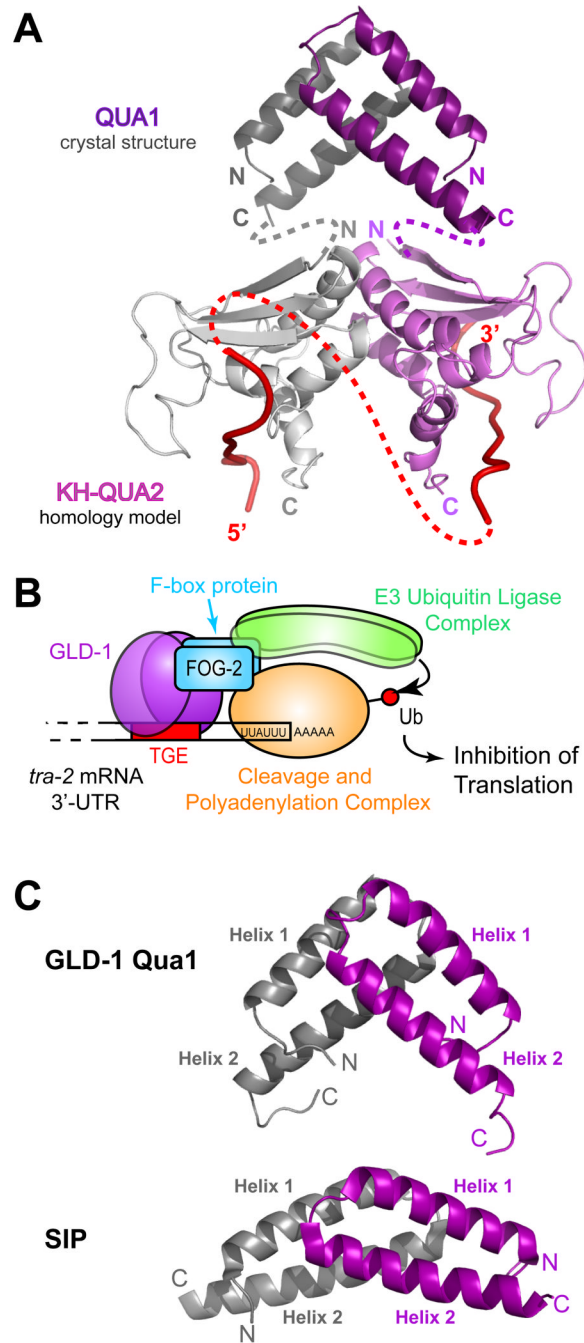 A
QUA1
crystal structure
N
C
N
C
N
N
3'
KH-QUA2
homology model
C
C
5'
B
F-box protein
E3 Ubiquitin Ligase
Complex
GLD-1
FOG-2
UUAUUU
AAAAA
Ub
TGE
tra-2 mRNA
3'-UTR
Cleavage and
Polyadenylation Complex
Inhibition of
Translation
C
GLD-1 Qua1
Helix 1
Helix 1
Helix 2
N
N
Helix 2
C
C
SIP
Helix 1
Helix 1
C
N
Helix 2
Helix 2
N
C